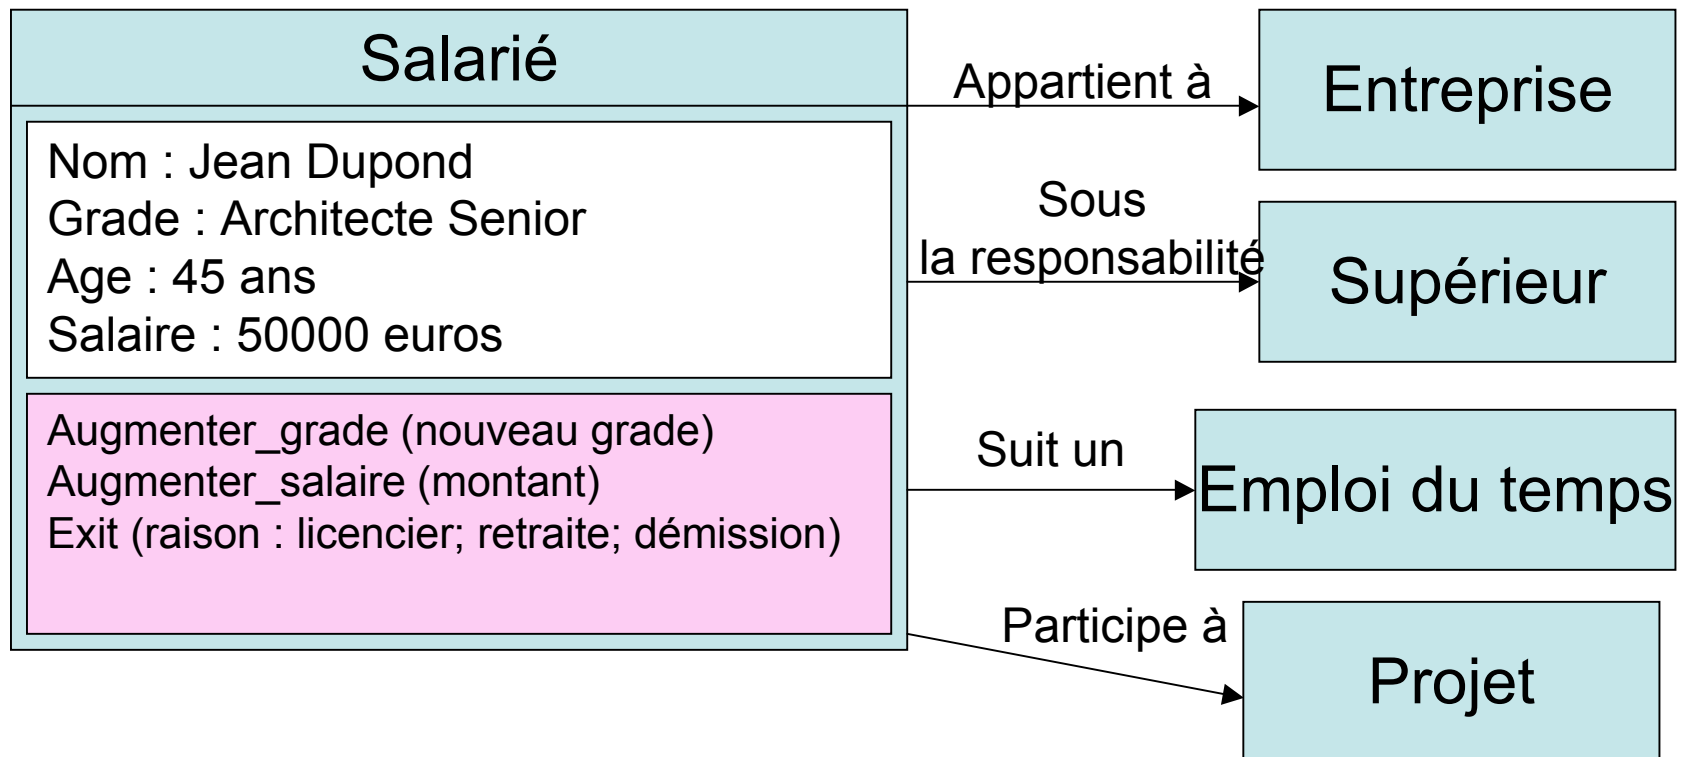 Salarié
Nom : Jean Dupond
Grade : Architecte Senior
Age : 45 ans
Salaire : 50000 euros
Augmenter_grade (nouveau grade)
Augmenter_salaire (montant)
Exit (raison : licencier; retraite; démission)
Appartient à
Entreprise
Sous
la responsabilité
Supérieur
Suit un
Emploi du temps
Participe à
Projet